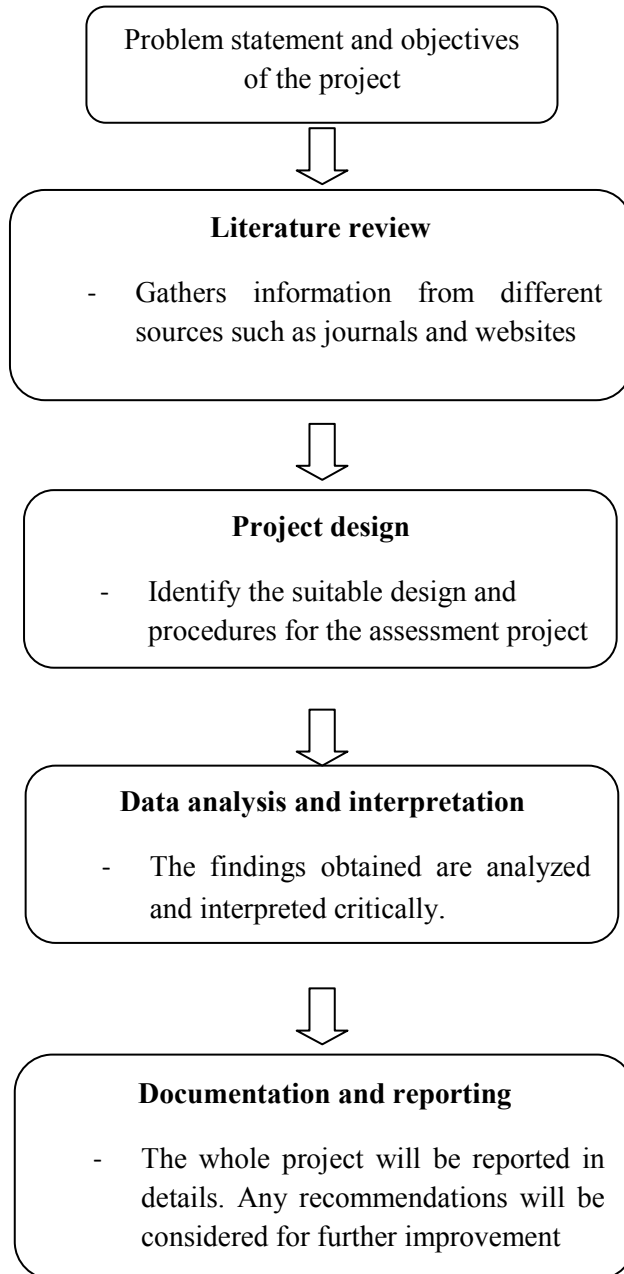 Problem statement and objectives
of the project
Literature review
- Gathers information from different
sources such as journals and websites
Project design
- Identify the suitable design and
procedures for the assessment project
Data analysis and interpretation
- The findings obtained are analyzed
and interpreted critically.
Documentation and reporting
- The whole project will be reported in
details. Any recommendations will be
considered for further improvement